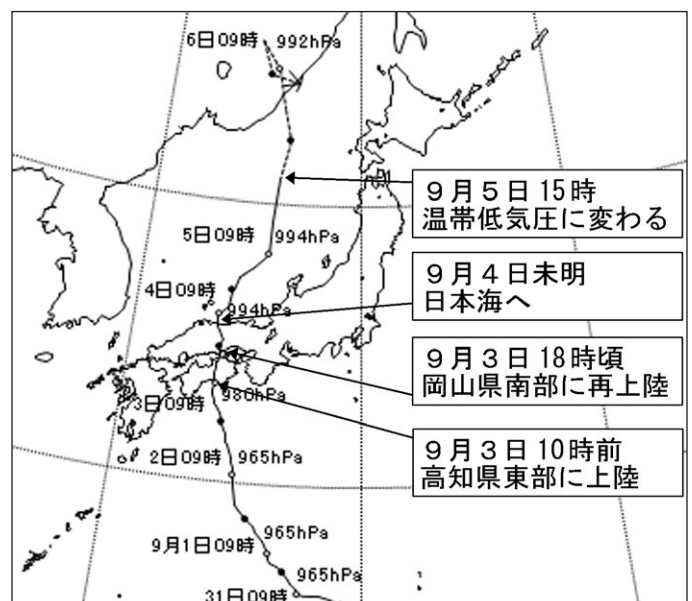 6日09時 992hPa
9月5日15時
温帯低気圧に変わる
5日09時 994hPa
9月4日未明
日本海へ
4日09時 994hPa
9月3日18時頃
岡山県南部に再上陸
3日09時 980hPa
9月3日10時前
高知県東部に上陸
2日09時 965hPa
9月1日09時 965hPa
965hPa
31日09時